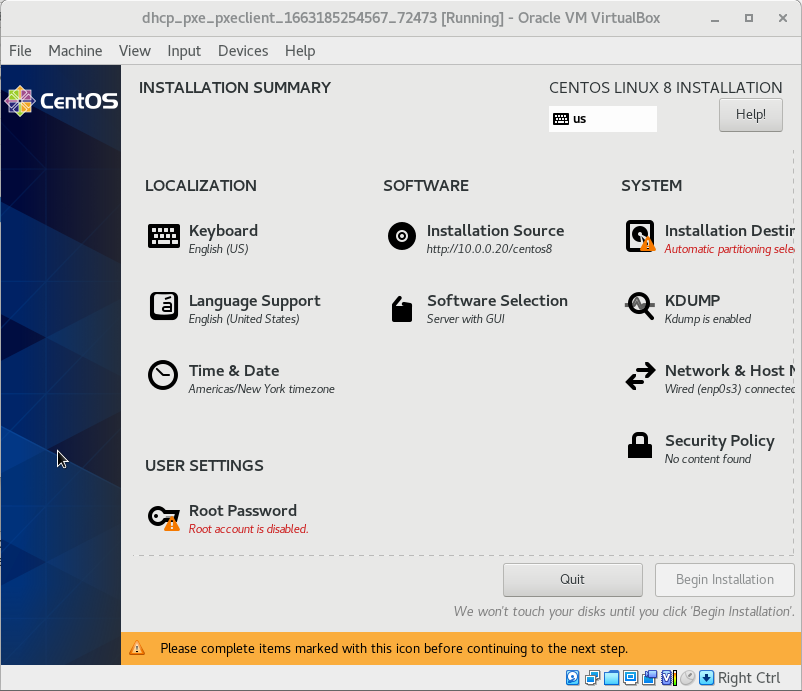 dhcp_pxe_pxeclient_1663185254567_72473 [Running] - Oracle VM VirtualBox
File Machine View Input Devices Help
CentOS
INSTALLATION SUMMARY
CENTOS LINUX 8 INSTALLATION
us
Help!
LOCALIZATION
Keyboard
English (US)
Language Support
English (United States)
Time & Date
Americas/New York timezone
SOFTWARE
Installation Source
http://10.0.0.20/centos8
Software Selection
Server with GUI
SYSTEM
Installation Destin
Automatic partitioning sele
KDUMP
Kdump is enabled
Network & Host N
Wired (enp0s3) connected
Security Policy
No content found
USER SETTINGS
Root Password
Root account is disabled.
Quit
Begin Installation
We won't touch your disks until you click 'Begin Installation'.
Please complete items marked with this icon before continuing to the next step.
Right Ctrl